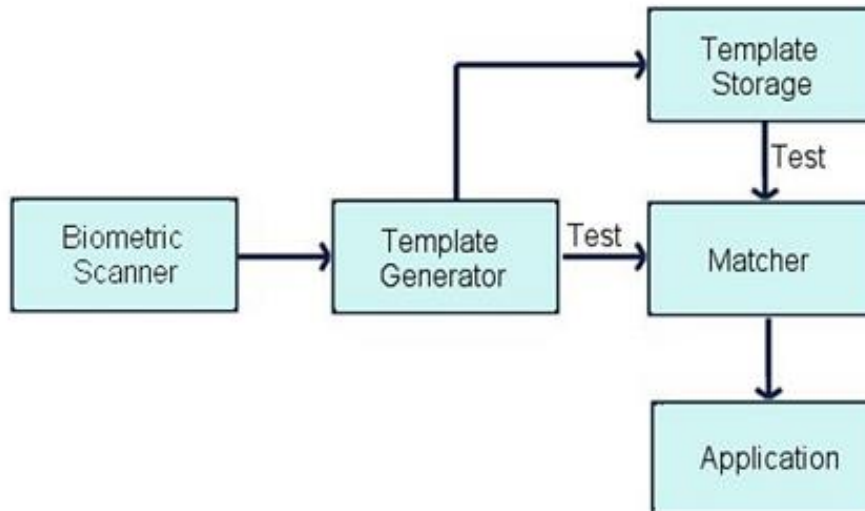 Template
Storage
Test
Biometric
Scanner
Template
Generator
Test
Matcher
Application